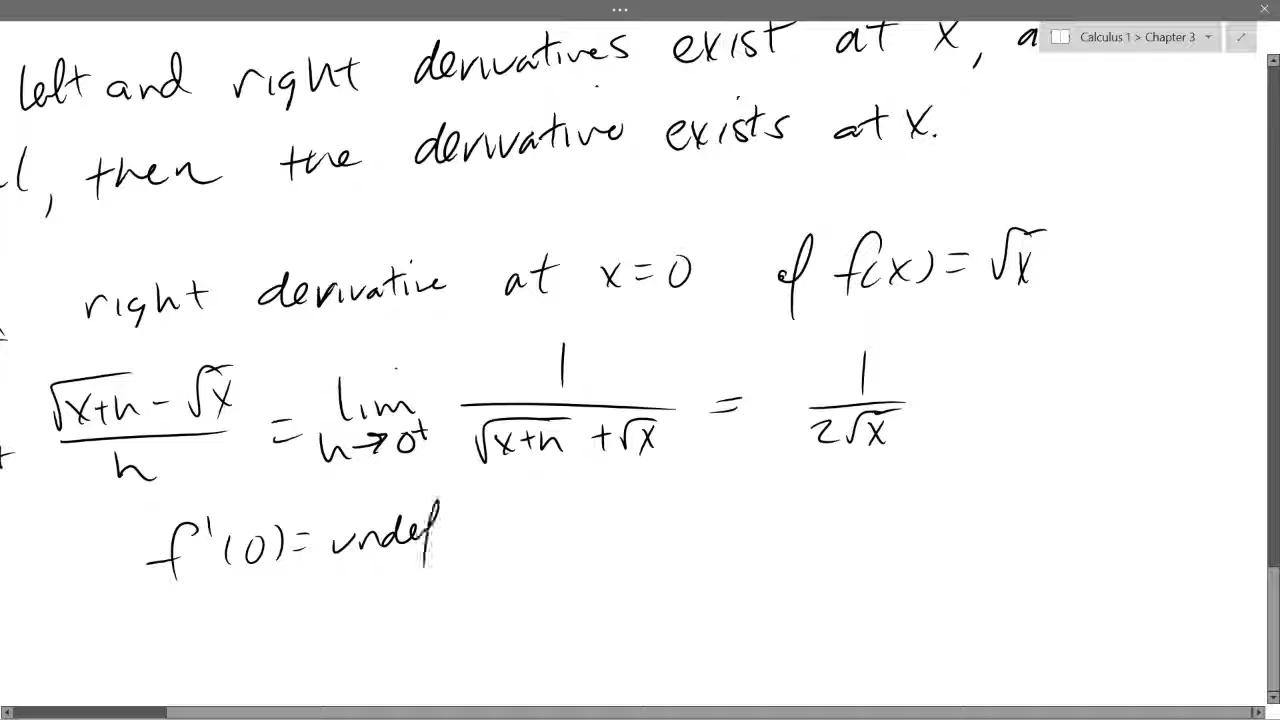 Calculus 1 > Chapter 3
left and right derivatives exist at x,
, then the derivative exists at x.
right derivative at x=0 of f(x) = √x
(√(x+h) - √x)/h = lim h→0⁺ 1/(√(x+h) + √x) = 1/(2√x)
f'(0) = undef